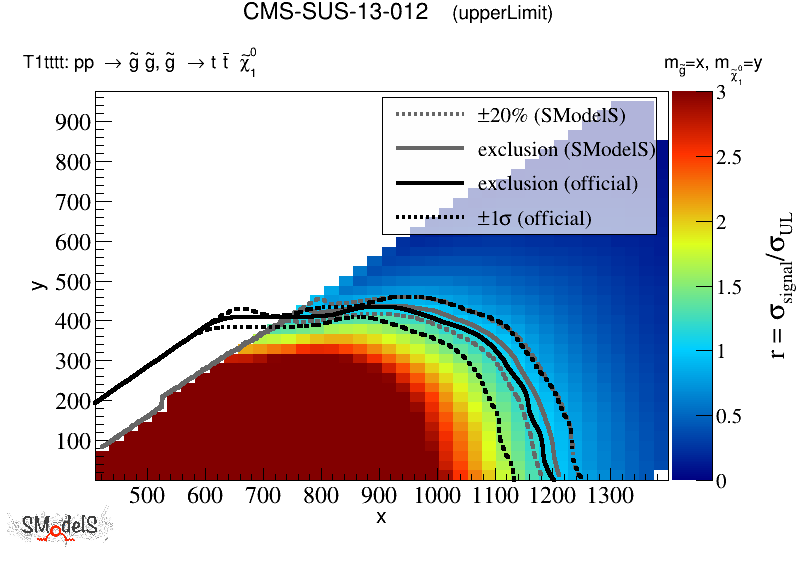 CMS-SUS-13-012 (upperLimit)
T1tttt: pp → g̃ g̃, g̃ → t t̄ χ̃₁⁰
m_g̃=x, m_χ̃₁⁰=y
±20% (SModelS)
exclusion (SModelS)
exclusion (official)
±1σ (official)
900
800
700
600
500
400
300
200
100
y
500 600 700 800 900 1000 1100 1200 1300
x
3
2.5
2
1.5
1
0.5
0
r = σ_signal/σ_UL
SModelS